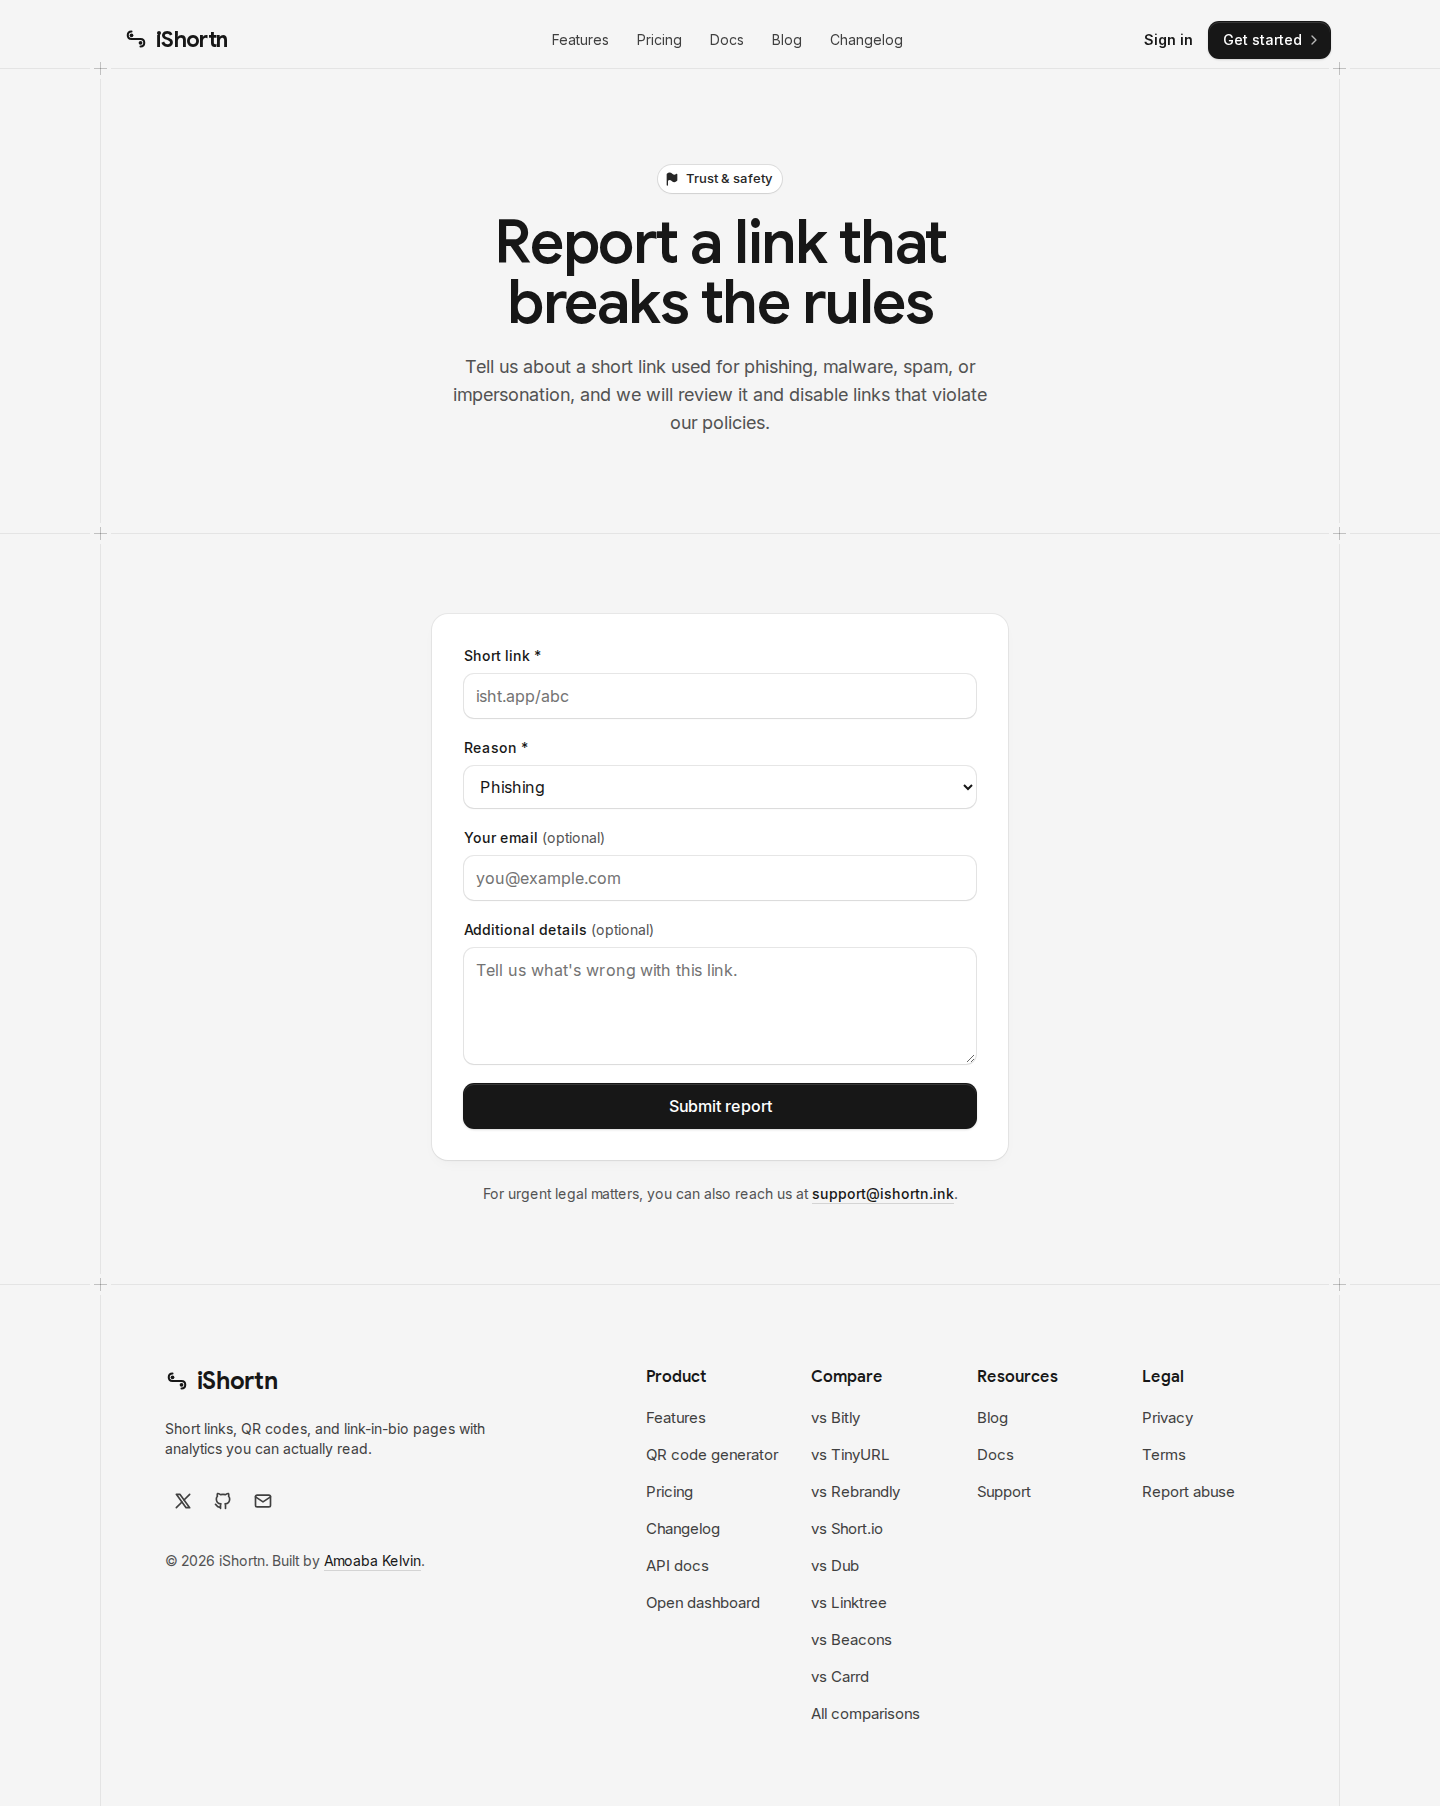 iShortn
Features
Pricing
Docs
Blog
Changelog
Sign in
Get started
Trust & safety
Report a link that
breaks the rules
Tell us about a short link used for phishing, malware, spam, or
impersonation, and we will review it and disable links that violate
our policies.
Short link *
isht.app/abc
Reason *
Phishing
Your email (optional)
you@example.com
Additional details (optional)
Tell us what's wrong with this link.
Submit report
For urgent legal matters, you can also reach us at support@ishortn.ink.
iShortn
Short links, QR codes, and link-in-bio pages with
analytics you can actually read.
© 2026 iShortn. Built by Amoaba Kelvin.
Product
Features
QR code generator
Pricing
Changelog
API docs
Open dashboard
Compare
vs Bitly
vs TinyURL
vs Rebrandly
vs Short.io
vs Dub
vs Linktree
vs Beacons
vs Carrd
All comparisons
Resources
Blog
Docs
Support
Legal
Privacy
Terms
Report abuse